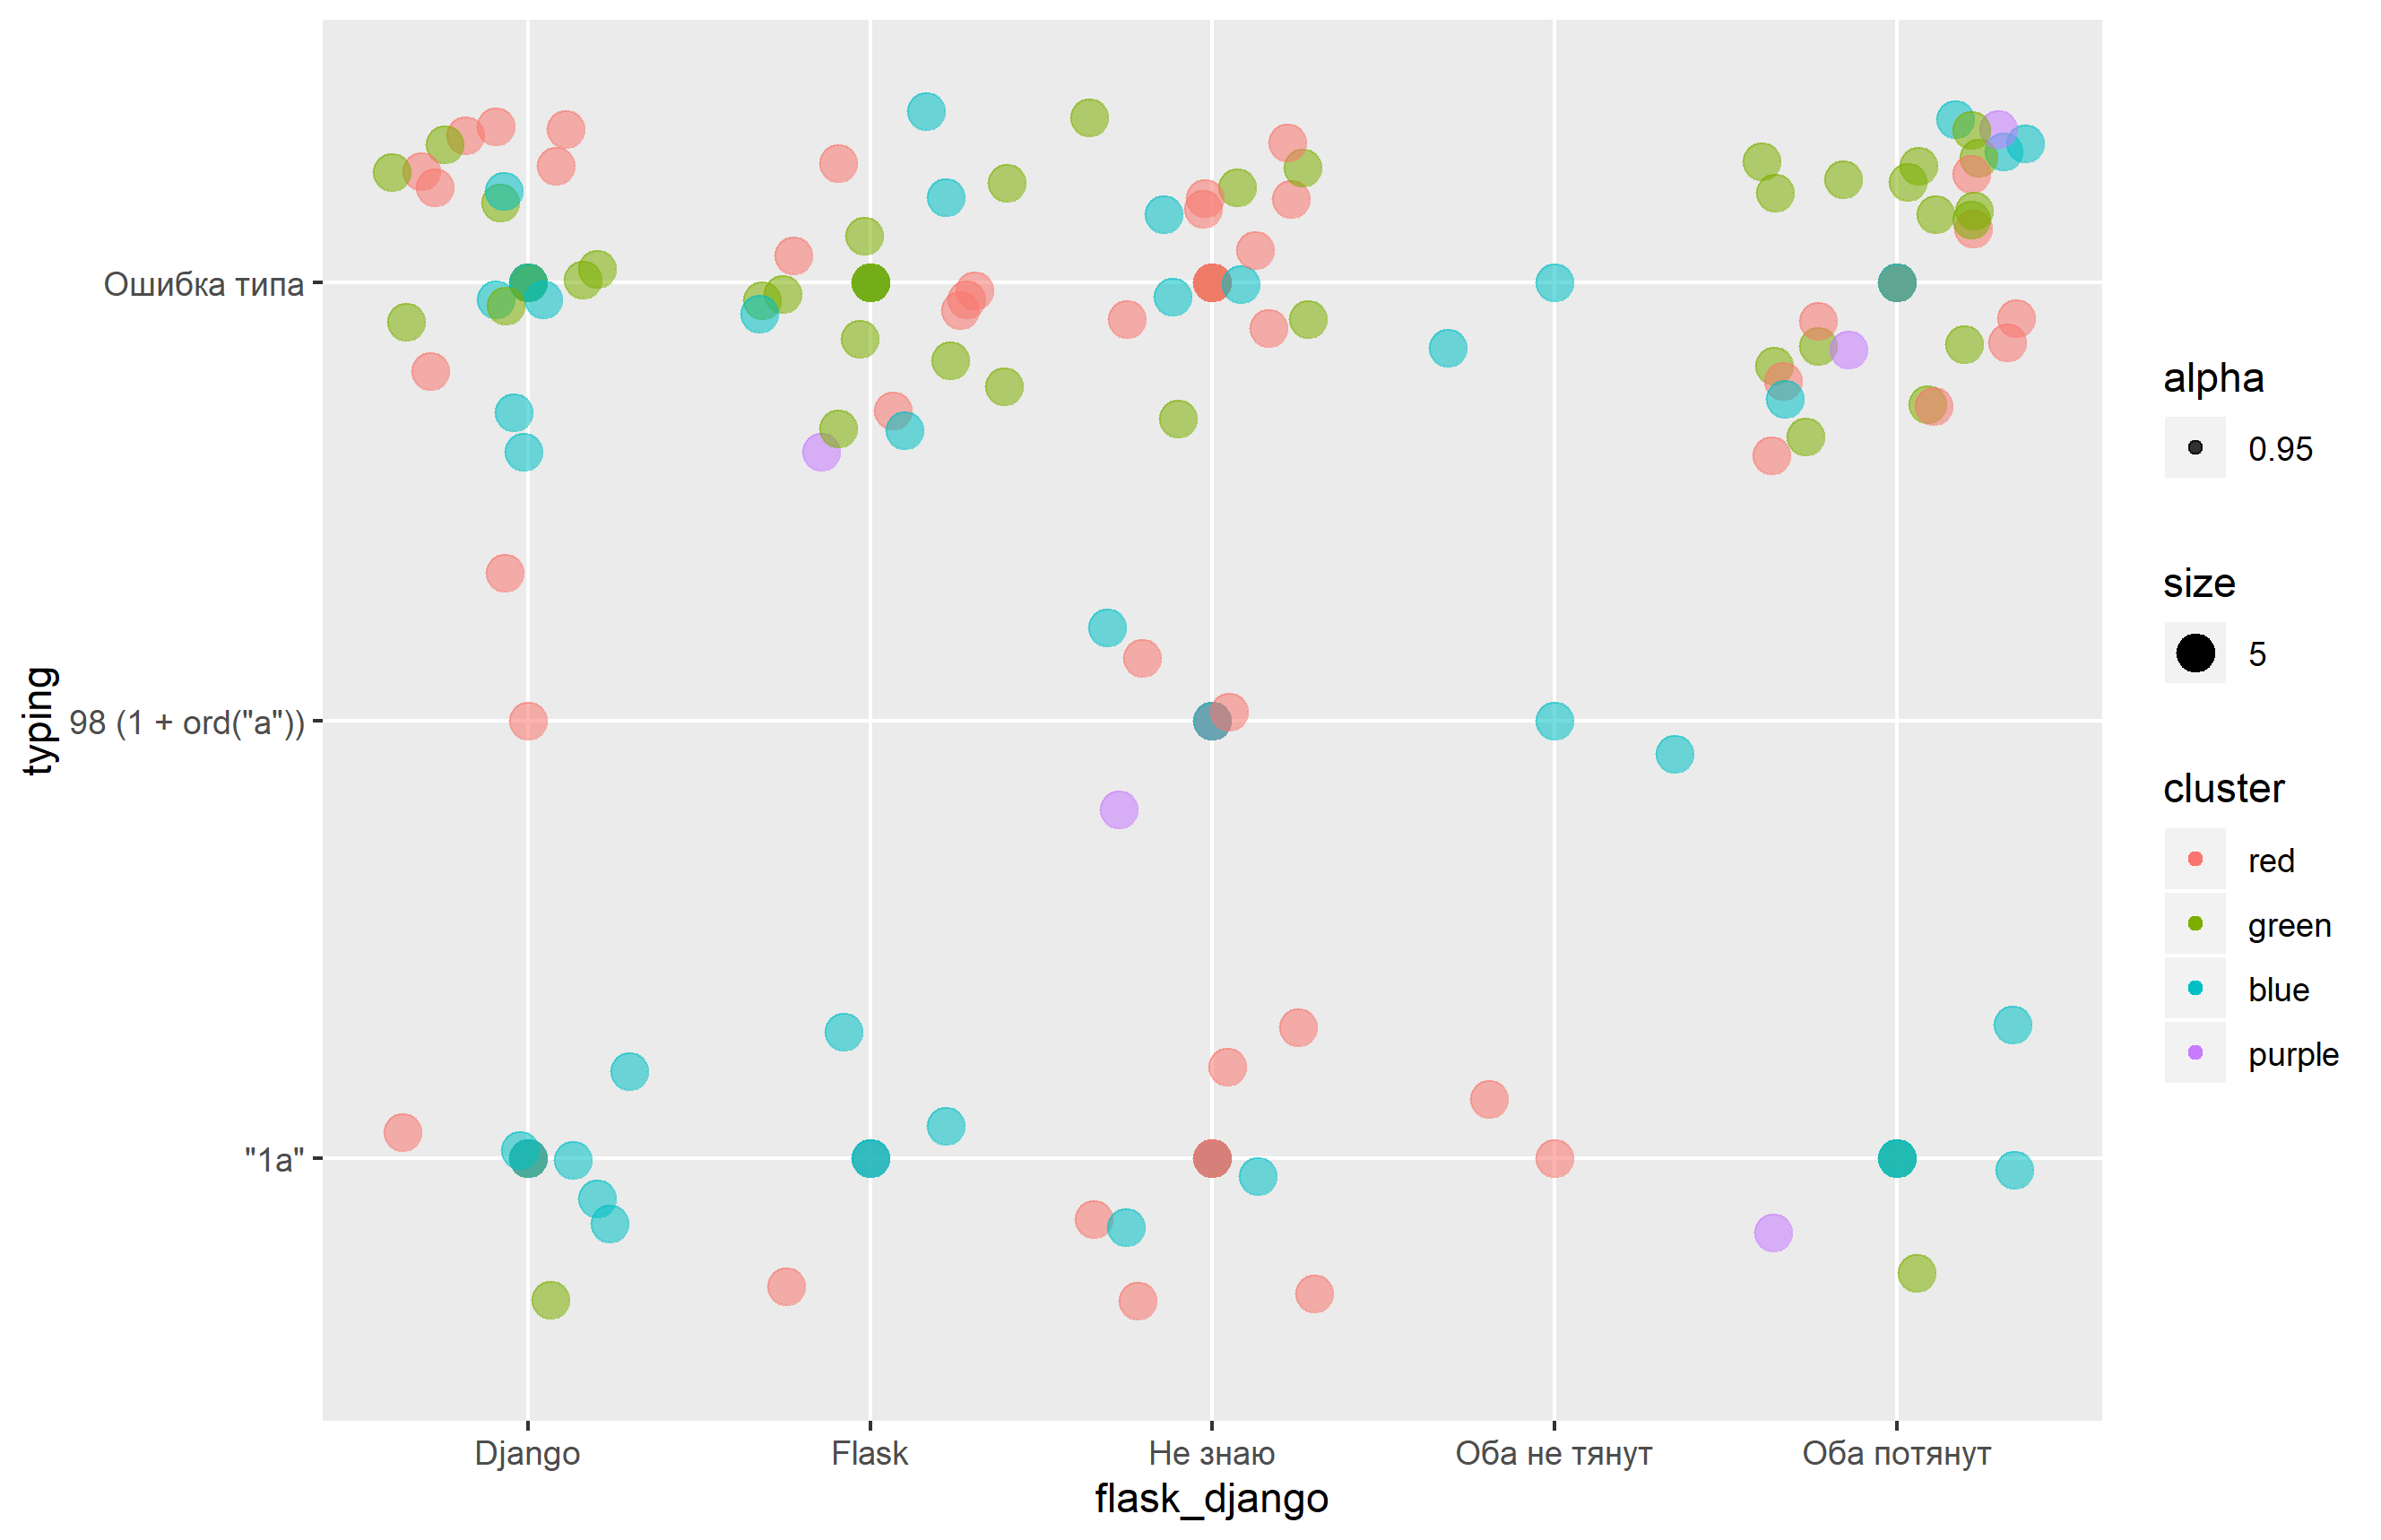 typing
Ошибка типа
98 (1 + ord("a"))
"1a"
Django
Flask
Не знаю
Оба не тянут
Оба потянут
flask_django
alpha
0.95
size
5
cluster
red
green
blue
purple